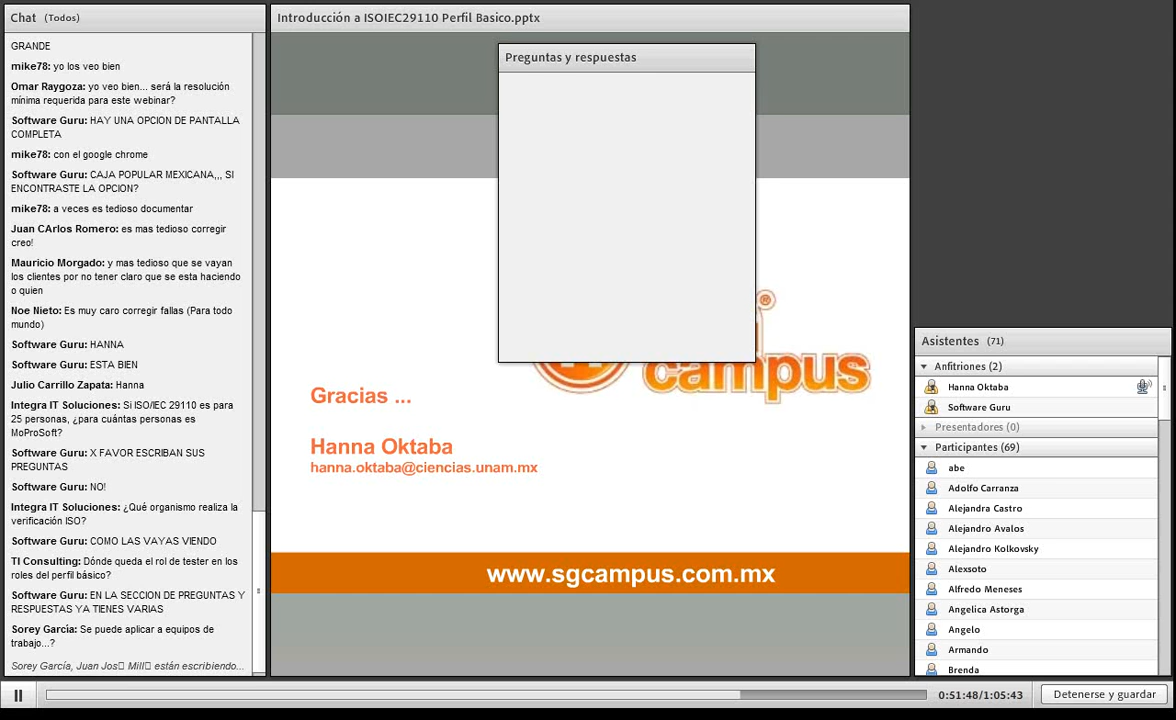 Chat (Todos)
GRANDE
mike78: yo los veo bien
Omar Raygoza: yo veo bien... será la resolución
mínima requerida para este webinar?
Software Guru: HAY UNA OPCION DE PANTALLA
COMPLETA
mike78: con el google chrome
Software Guru: CAJA POPULAR MEXICANA,,, SI
ENCONTRASTE LA OPCION?
mike78: a veces es tedioso documentar
Juan CArlos Romero: es mas tedioso corregir
creo!
Mauricio Morgado: y mas tedioso que se vayan
los clientes por no tener claro que se esta haciendo
o quien
Noe Nieto: Es muy caro corregir fallas (Para todo
mundo)
Software Guru: HANNA
Software Guru: ESTA BIEN
Julio Carrillo Zapata: Hanna
Integra IT Soluciones: Si ISO/IEC 29110 es para
25 personas, ¿para cuántas personas es
MoProSoft?
Software Guru: X FAVOR ESCRIBAN SUS
PREGUNTAS
Software Guru: NO!
Integra IT Soluciones: ¿Qué organismo realiza la
verificación ISO?
Software Guru: COMO LAS VAYAS VIENDO
TI Consulting: Dónde queda el rol de tester en los
roles del perfil básico?
Software Guru: EN LA SECCION DE PREGUNTAS Y
RESPUESTAS YA TIENES VARIAS
Sorey García: Se puede aplicar a equipos de
trabajo...?
Sorey García, Juan Jos▯ Mill▯ están escribiendo...
Introducción a ISOIEC29110 Perfil Basico.pptx
Preguntas y respuestas
campus
®
Gracias ...
Hanna Oktaba
hanna.oktaba@ciencias.unam.mx
www.sgcampus.com.mx
Asistentes (71)
Anfitriones (2)
Hanna Oktaba
Software Guru
Presentadores (0)
Participantes (69)
abe
Adolfo Carranza
Alejandra Castro
Alejandro Avalos
Alejandro Kolkovsky
Alexsoto
Alfredo Meneses
Angelica Astorga
Angelo
Armando
Brenda
0:51:48/1:05:43
Detenerse y guardar